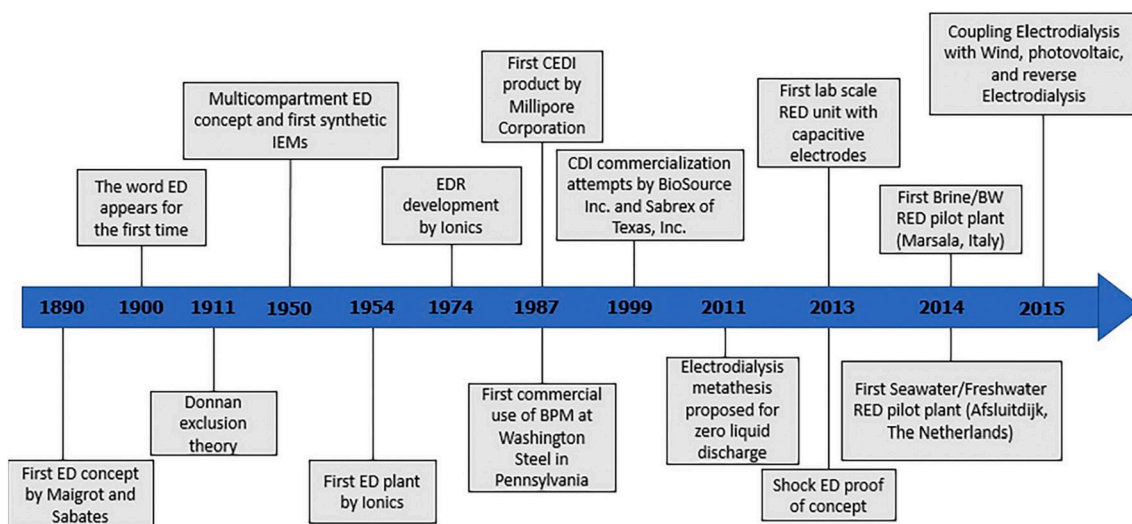 Coupling Electrodialysis
with Wind, photovoltaic,
and reverse
Electrodialysis
First CEDI
product by
Millipore
Corporation
First lab scale
RED unit with
capacitive
electrodes
Multicompartment ED
concept and first synthetic
IEMs
CDI commercialization
attempts by BioSource
Inc. and Sabrex of
Texas, Inc.
EDR
development
by Ionics
The word ED
appears for
the first time
First Brine/BW
RED pilot plant
(Marsala, Italy)
1890 1900 1911 1950 1954 1974 1987 1999 2011 2013 2014 2015
Donnan
exclusion
theory
First ED concept
by Maigrot and
Sabates
First ED plant
by Ionics
First commercial
use of BPM at
Washington
Steel in
Pennsylvania
Electrodialysis
metathesis
proposed for
zero liquid
discharge
Shock ED proof
of concept
First Seawater/Freshwater
RED pilot plant (Afsluitdijk,
The Netherlands)